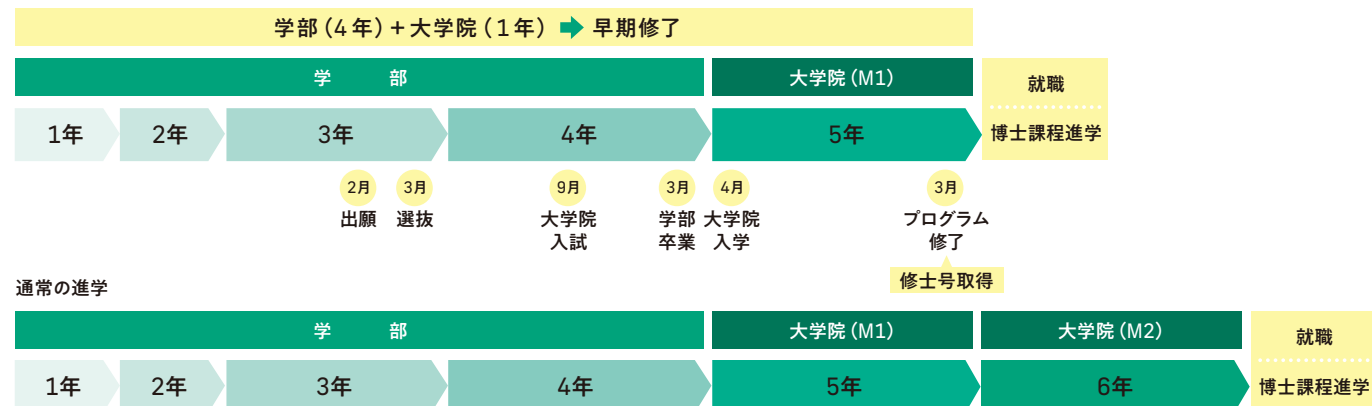 学部（4年）＋大学院（1年） ➡ 早期修了
学　部
大学院（M1）
就職
1年
2年
3年
4年
5年
博士課程進学
2月
3月
9月
3月
4月
3月
出願
選抜
大学院
入試
学部
卒業
大学院
入学
プログラム
修了
修士号取得
通常の進学
学　部
大学院（M1）
大学院（M2）
就職
1年
2年
3年
4年
5年
6年
博士課程進学